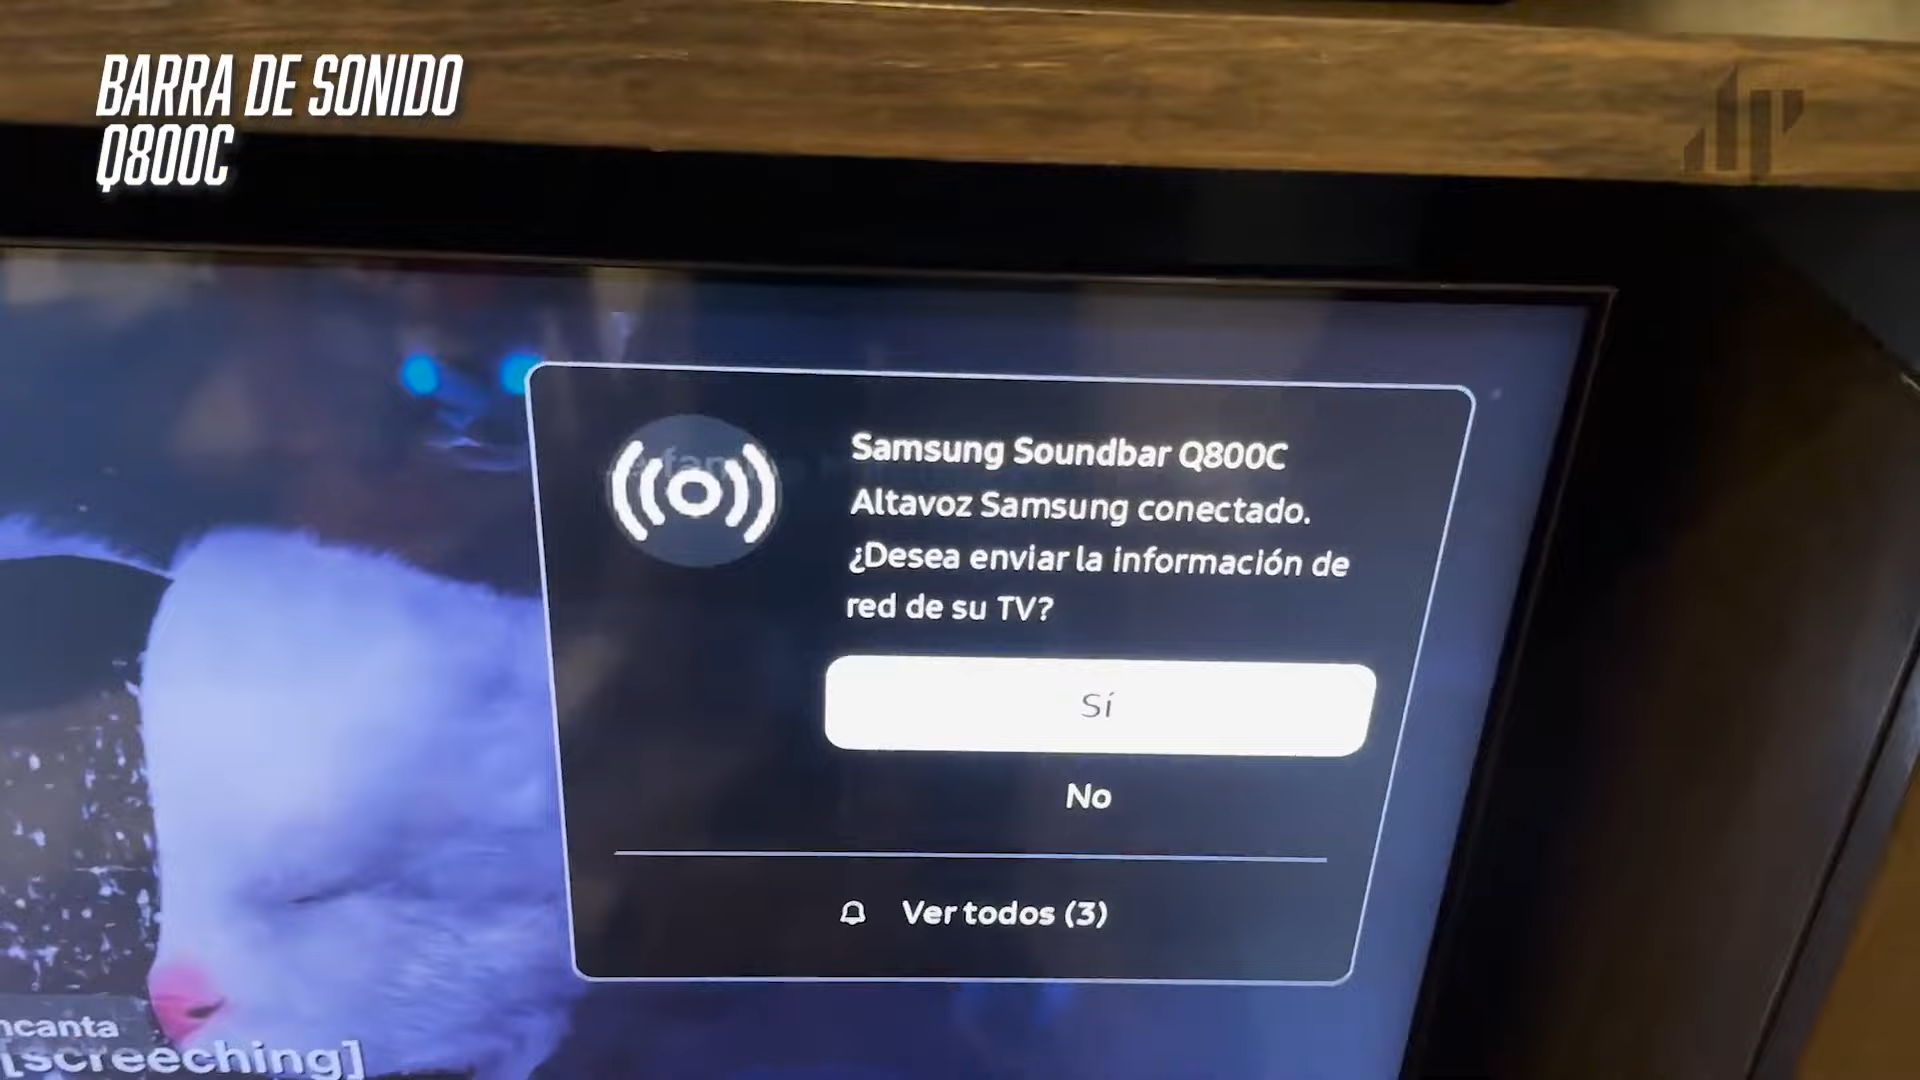 BARRA DE SONIDO
Q800C
Samsung Soundbar Q800C
Altavoz Samsung conectado.
¿Desea enviar la información de
red de su TV?
Sí
No
Ver todos (3)
ncanta
[screeching]